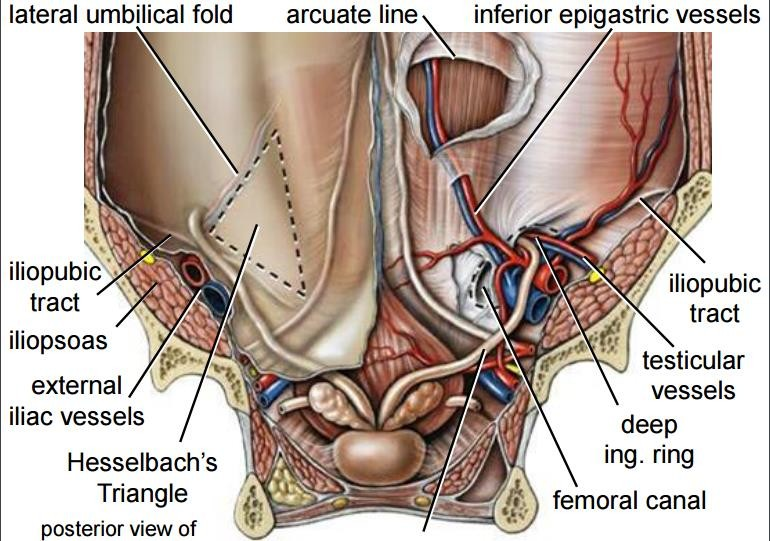 lateral umbilical fold
arcuate line
inferior epigastric vessels
iliopubic
tract
iliopsoas
external
iliac vessels
Hesselbach's
Triangle
posterior view of
iliopubic
tract
testicular
vessels
deep
ing. ring
femoral canal